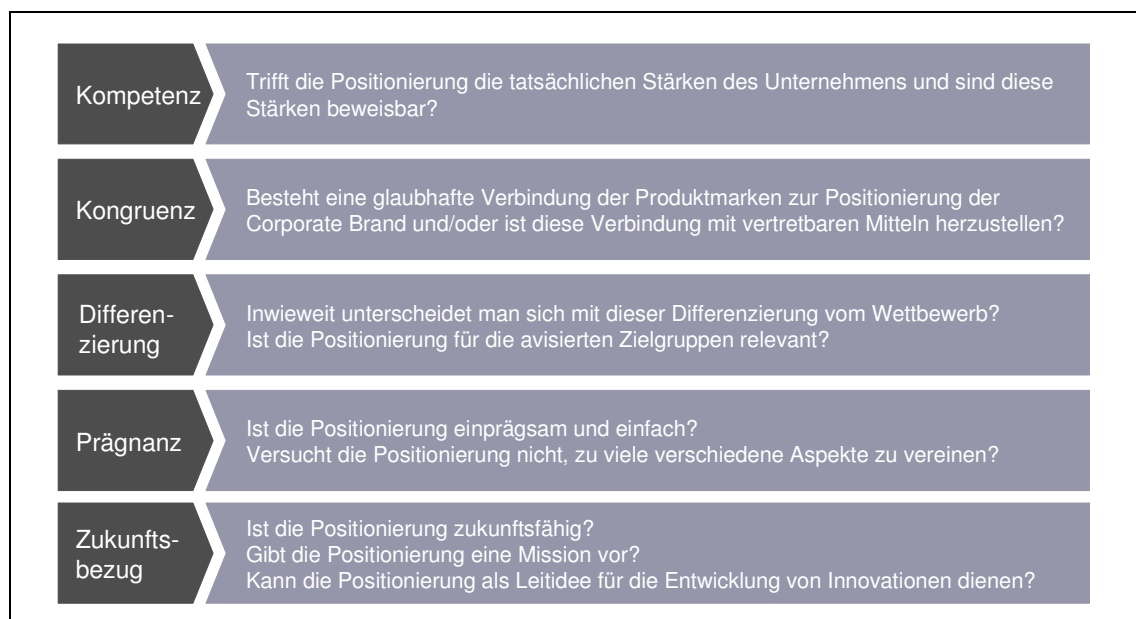 Kompetenz
Trifft die Positionierung die tatsächlichen Stärken des Unternehmens und sind diese
Stärken beweisbar?
Kongruenz
Besteht eine glaubhafte Verbindung der Produktmarken zur Positionierung der
Corporate Brand und/oder ist diese Verbindung mit vertretbaren Mitteln herzustellen?
Differen-
zierung
Inwieweit unterscheidet man sich mit dieser Differenzierung vom Wettbewerb?
Ist die Positionierung für die avisierten Zielgruppen relevant?
Prägnanz
Ist die Positionierung einprägsam und einfach?
Versucht die Positionierung nicht, zu viele verschiedene Aspekte zu vereinen?
Zukunfts-
bezug
Ist die Positionierung zukunftsfähig?
Gibt die Positionierung eine Mission vor?
Kann die Positionierung als Leitidee für die Entwicklung von Innovationen dienen?